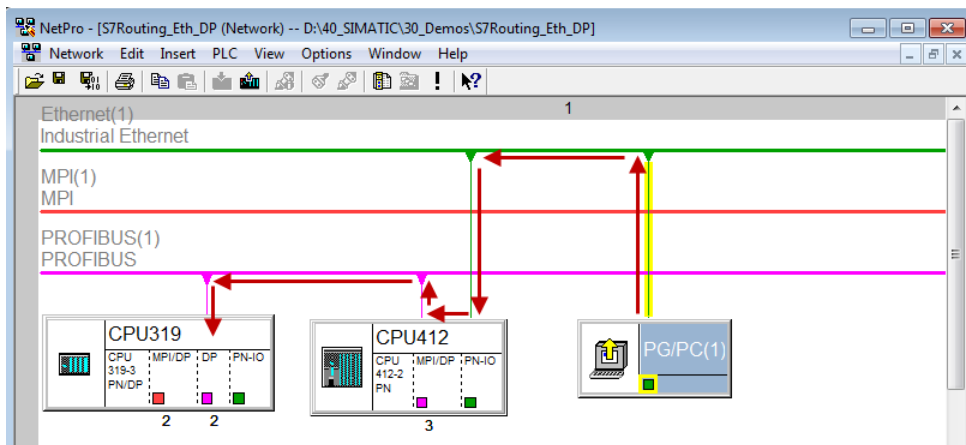 NetPro - [S7Routing_Eth_DP (Network) -- D:\40_SIMATIC\30_Demos\S7Routing_Eth_DP]
Network Edit Insert PLC View Options Window Help
1
Ethernet(1)
Industrial Ethernet
MPI(1)
MPI
PROFIBUS(1)
PROFIBUS
CPU319
CPU 319-3 PN/DP
MPI/DP
DP
PN-IO
2 2
CPU412
CPU 412-2 PN
MPI/DP
PN-IO
3
PG/PC(1)